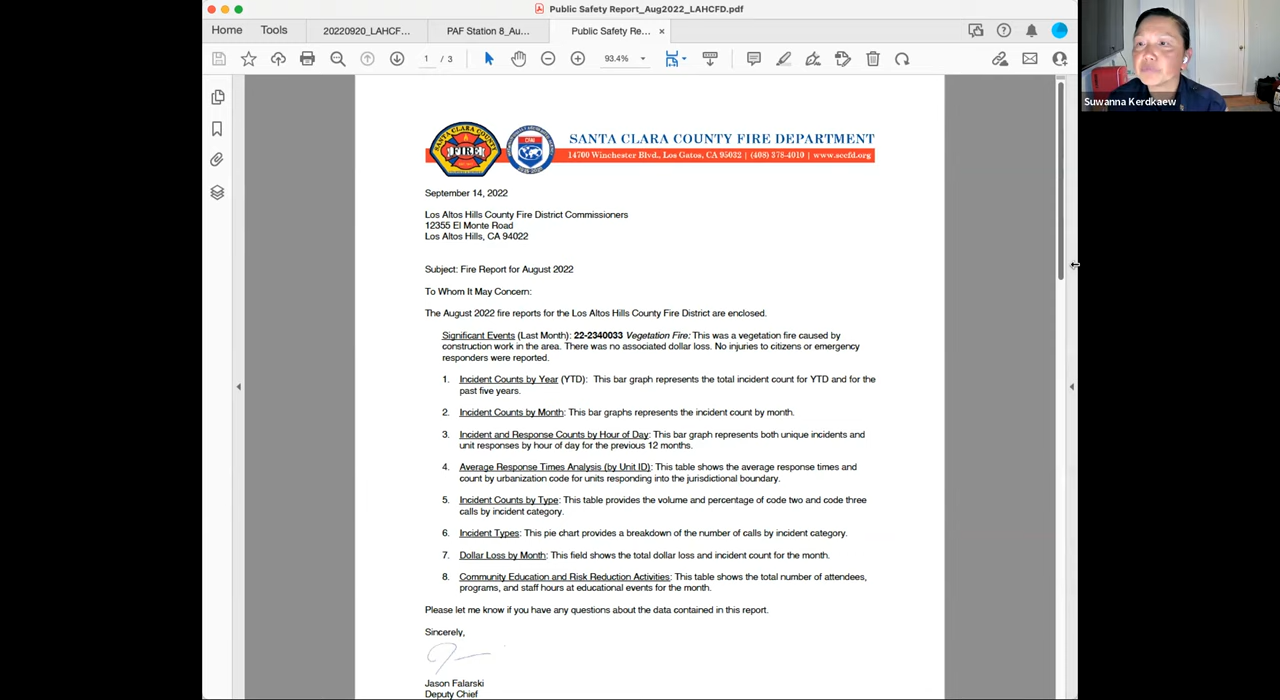 Public Safety Report_Aug2022_LAHCFD.pdf
Home Tools 20220920_LAHCF... PAF Station 8_Au... Public Safety Re... ×
1 / 3 93.4%
Suwanna Kerdkaew
SANTA CLARA COUNTY FIRE DEPARTMENT
FIRE
14700 Winchester Blvd., Los Gatos, CA 95032 | (408) 378-4010 | www.sccfd.org
September 14, 2022
Los Altos Hills County Fire District Commissioners
12355 El Monte Road
Los Altos Hills, CA 94022
Subject: Fire Report for August 2022
To Whom It May Concern:
The August 2022 fire reports for the Los Altos Hills County Fire District are enclosed.
Significant Events (Last Month): 22-2340033 Vegetation Fire: This was a vegetation fire caused by
construction work in the area. There was no associated dollar loss. No injuries to citizens or emergency
responders were reported.
1. Incident Counts by Year (YTD): This bar graph represents the total incident count for YTD and for the
past five years.
2. Incident Counts by Month: This bar graphs represents the incident count by month.
3. Incident and Response Counts by Hour of Day: This bar graph represents both unique incidents and
unit responses by hour of day for the previous 12 months.
4. Average Response Times Analysis (by Unit ID): This table shows the average response times and
count by urbanization code for units responding into the jurisdictional boundary.
5. Incident Counts by Type: This table provides the volume and percentage of code two and code three
calls by incident category.
6. Incident Types: This pie chart provides a breakdown of the number of calls by incident category.
7. Dollar Loss by Month: This field shows the total dollar loss and incident count for the month.
8. Community Education and Risk Reduction Activities: This table shows the total number of attendees,
programs, and staff hours at educational events for the month.
Please let me know if you have any questions about the data contained in this report.
Sincerely,
Jason Falarski
Deputy Chief